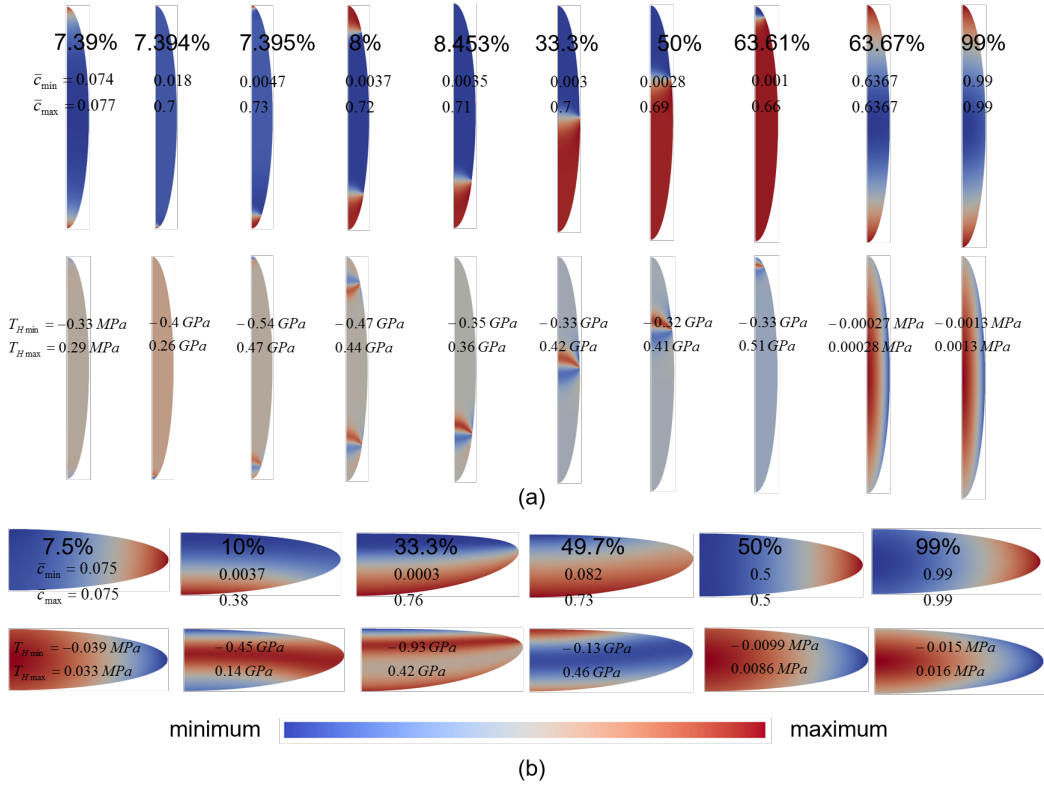 7.39% 7.394% 7.395% 8% 8.453% 33.3% 50% 63.61% 63.67% 99%
c̄min = 0.074 0.018 0.0047 0.0037 0.0035 0.003 0.0028 0.001 0.6367 0.99
c̄max = 0.077 0.7 0.73 0.72 0.71 0.7 0.69 0.66 0.6367 0.99
TH min = −0.33 MPa −0.4 GPa −0.54 GPa −0.47 GPa −0.35 GPa −0.33 GPa −0.32 GPa −0.33 GPa −0.00027 MPa −0.0013 MPa
TH max = 0.29 MPa 0.26 GPa 0.47 GPa 0.44 GPa 0.36 GPa 0.42 GPa 0.41 GPa 0.51 GPa 0.00028 MPa 0.0013 MPa
(a)
7.5% 10% 33.3% 49.7% 50% 99%
c̄min = 0.075 0.0037 0.0003 0.082 0.5 0.99
c̄max = 0.075 0.38 0.76 0.73 0.5 0.99
TH min = −0.039 MPa −0.45 GPa −0.93 GPa −0.13 GPa −0.0099 MPa −0.015 MPa
TH max = 0.033 MPa 0.14 GPa 0.42 GPa 0.46 GPa 0.0086 MPa 0.016 MPa
minimum maximum
(b)